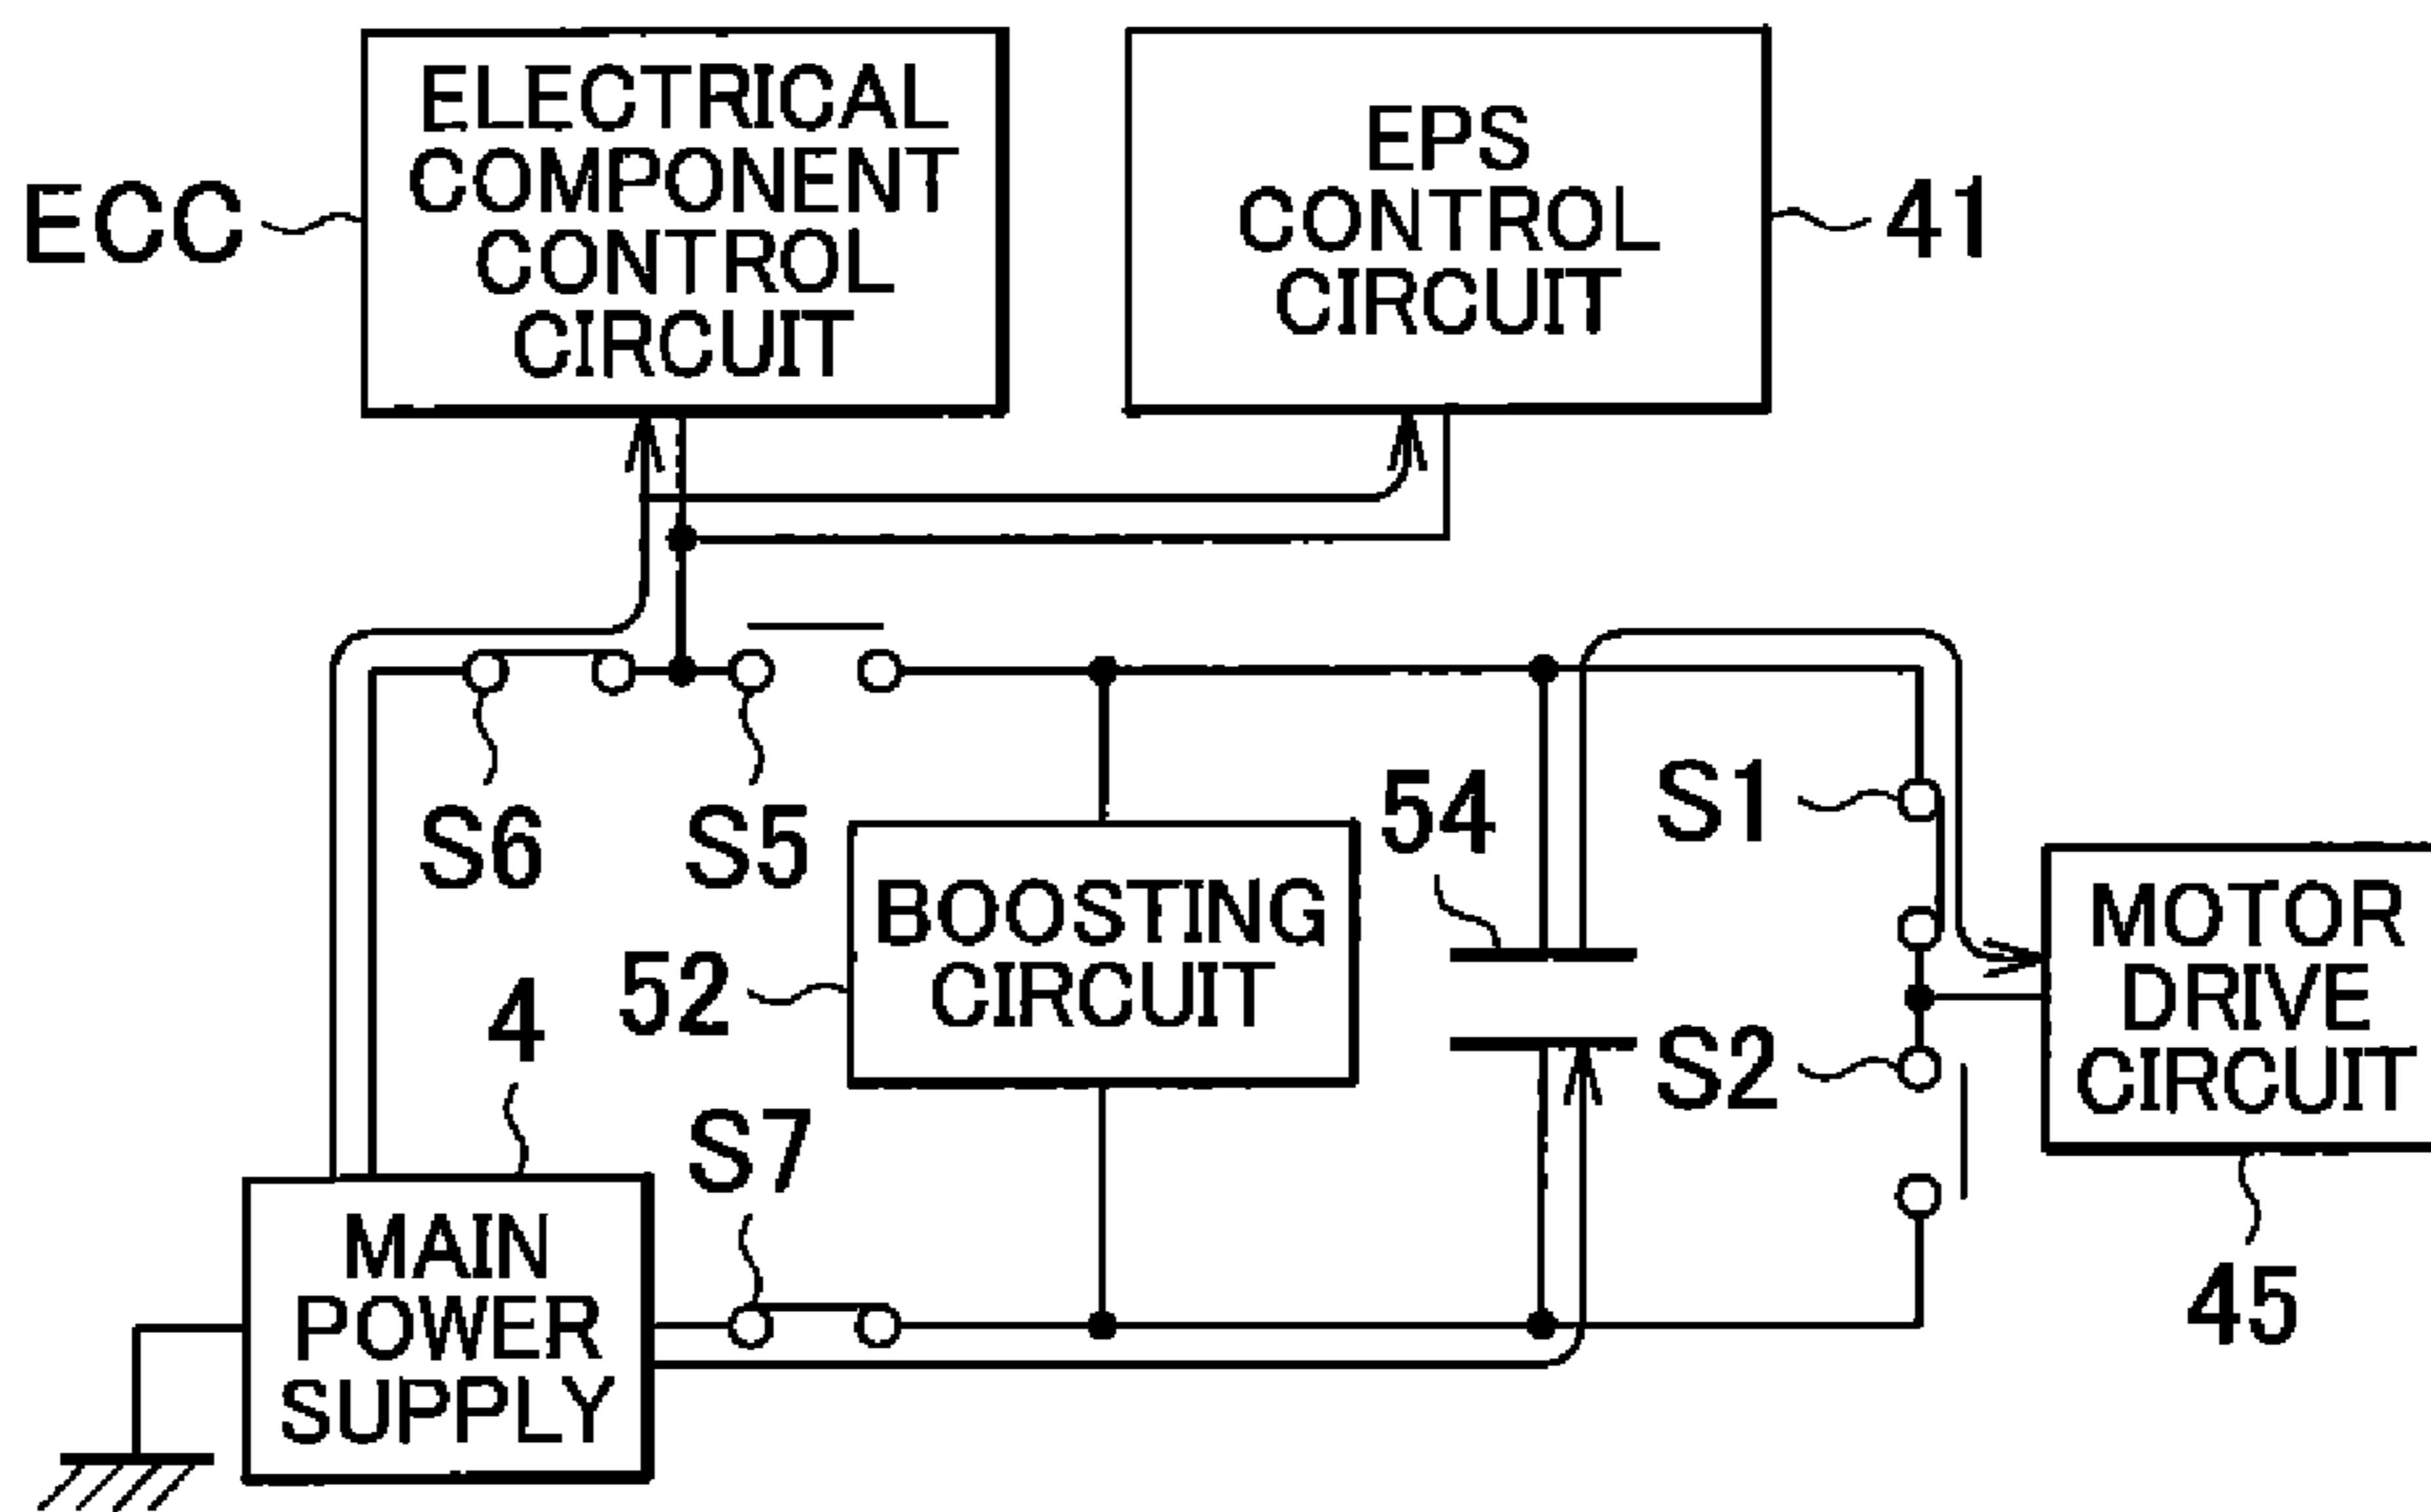 ELECTRICAL
COMPONENT
CONTROL
CIRCUIT
ECC
EPS
CONTROL
CIRCUIT
41
S6
S5
54
S1
BOOSTING
CIRCUIT
52
4
S7
S2
MOTOR
DRIVE
CIRCUIT
45
MAIN
POWER
SUPPLY